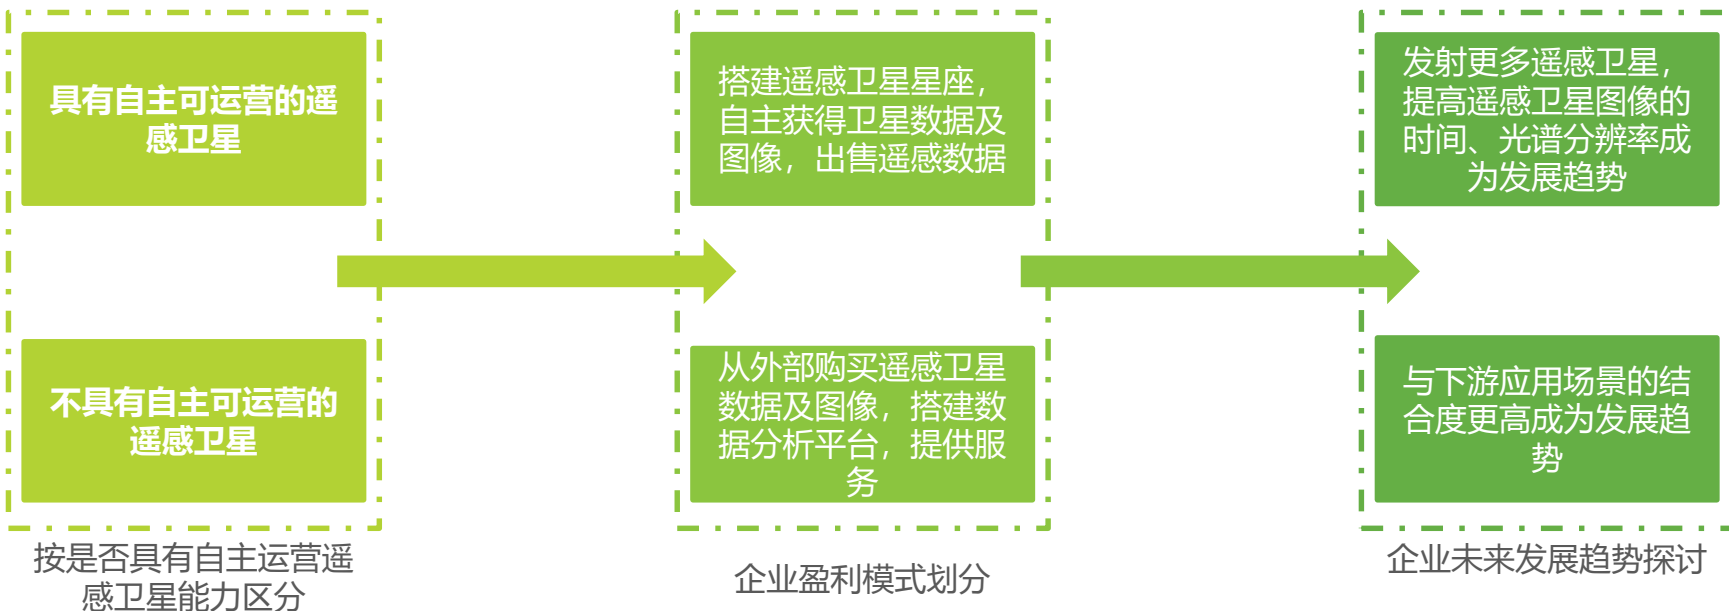 具有自主可运营的遥
感卫星
不具有自主可运营的
遥感卫星
按是否具有自主运营遥
感卫星能力区分
搭建遥感卫星星座，
自主获得卫星数据及
图像，出售遥感数据
从外部购买遥感卫星
数据及图像，搭建数
据分析平台，提供服
务
企业盈利模式划分
发射更多遥感卫星，
提高遥感卫星图像的
时间、光谱分辨率成
为发展趋势
与下游应用场景的结
合度更高成为发展趋
势
企业未来发展趋势探讨